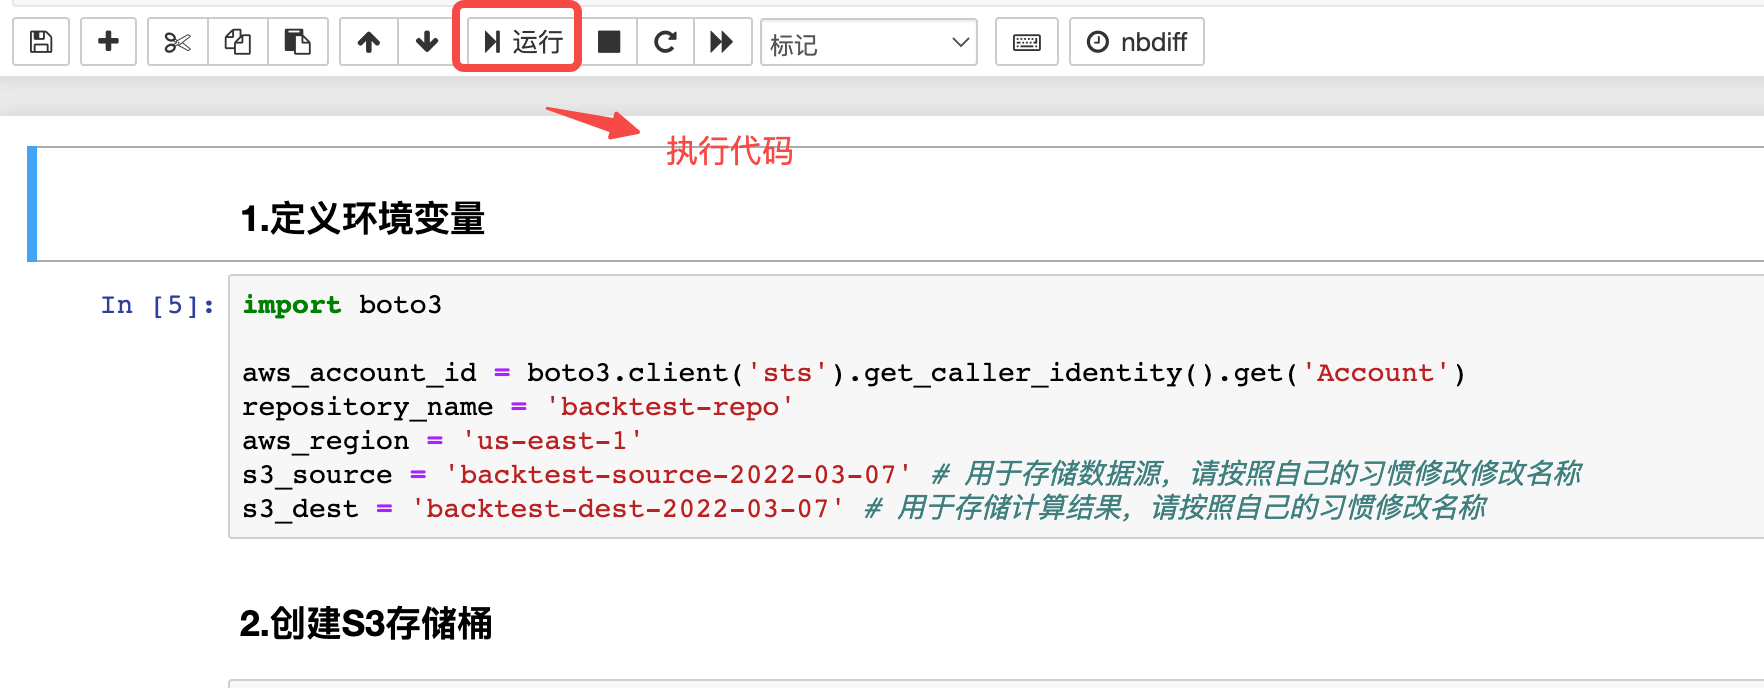 运行
标记
nbdiff
执行代码
1.定义环境变量
In [5]:
import boto3
aws_account_id = boto3.client('sts').get_caller_identity().get('Account')
repository_name = 'backtest-repo'
aws_region = 'us-east-1'
s3_source = 'backtest-source-2022-03-07' # 用于存储数据源，请按照自己的习惯修改修改名称
s3_dest = 'backtest-dest-2022-03-07' # 用于存储计算结果，请按照自己的习惯修改名称
2.创建S3存储桶